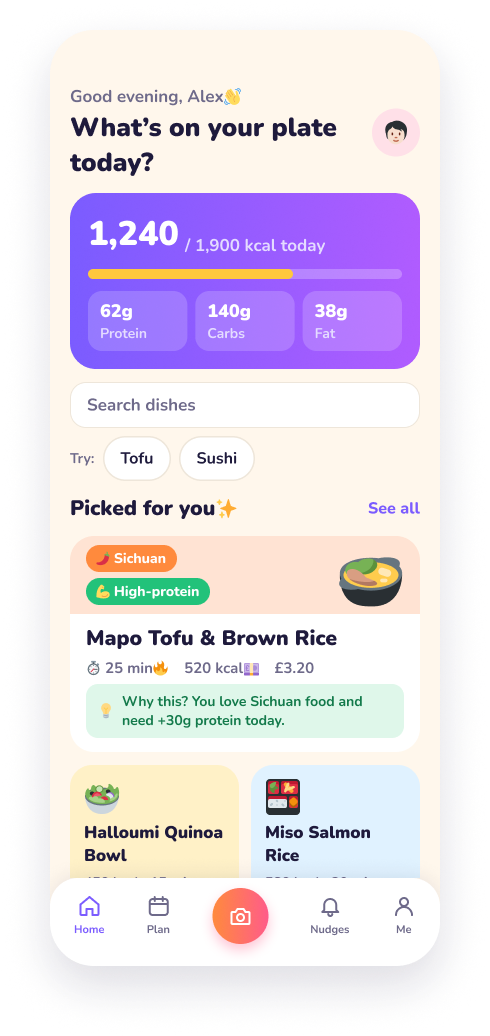 Good evening, Alex👋
What's on your plate
today?
1,240 / 1,900 kcal today
62g
Protein
140g
Carbs
38g
Fat
Search dishes
Try: Tofu Sushi
Picked for you✨ See all
🌶️ Sichuan
💪 High-protein
Mapo Tofu & Brown Rice
⏱️ 25 min🔥 520 kcal💷 £3.20
💡 Why this? You love Sichuan food and
need +30g protein today.
Halloumi Quinoa
Bowl
Miso Salmon
Rice
Home
Plan
Nudges
Me